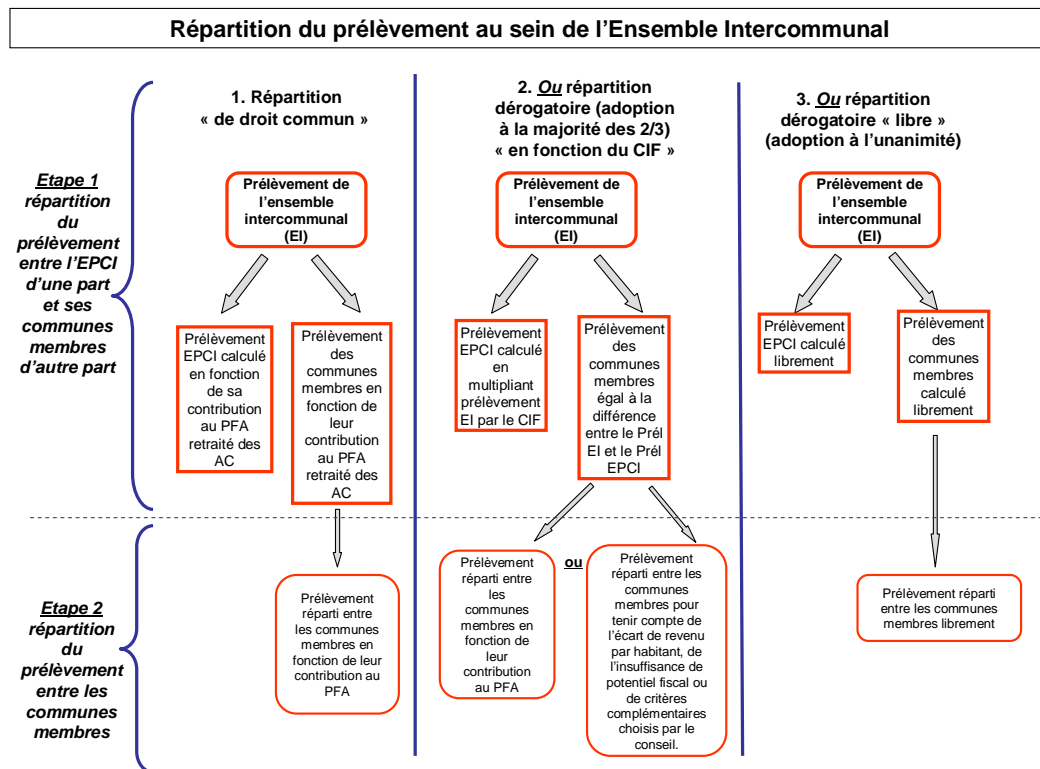 Répartition du prélèvement au sein de l'Ensemble Intercommunal
Etape 1
répartition
du
prélèvement
entre l'EPCI
d'une part
et ses
communes
membres
d'autre part
1. Répartition
« de droit commun »
Prélèvement de
l'ensemble
intercommunal
(EI)
Prélèvement
EPCI calculé
en fonction
de sa
contribution
au PFA
retraité des
AC
Prélèvement
des
communes
membres en
fonction de
leur
contribution
au PFA
retraité des
AC
2. Ou répartition
dérogatoire (adoption
à la majorité des 2/3)
« en fonction du CIF »
Prélèvement de
l'ensemble
intercommunal
(EI)
Prélèvement
EPCI calculé
en
multipliant
prélèvement
EI par le CIF
Prélèvement
des
communes
membres
égal à la
différence
entre le Prél
EI et le Prél
EPCI
3. Ou répartition
dérogatoire « libre »
(adoption à l'unanimité)
Prélèvement de
l'ensemble
intercommunal
(EI)
Prélèvement
EPCI calculé
librement
Prélèvement
des
communes
membres
calculé
librement
Etape 2
répartition
du
prélèvement
entre les
communes
membres
Prélèvement
réparti entre
les communes
membres en
fonction de leur
contribution au
PFA
Prélèvement
réparti entre
les
communes
membres en
fonction de
leur
contribution
au PFA
ou
Prélèvement
réparti entre les
communes
membres pour
tenir compte de
l'écart de revenu
par habitant, de
l'insuffisance de
potentiel fiscal ou
de critères
complémentaires
choisis par le
conseil.
Prélèvement réparti
entre les communes
membres librement